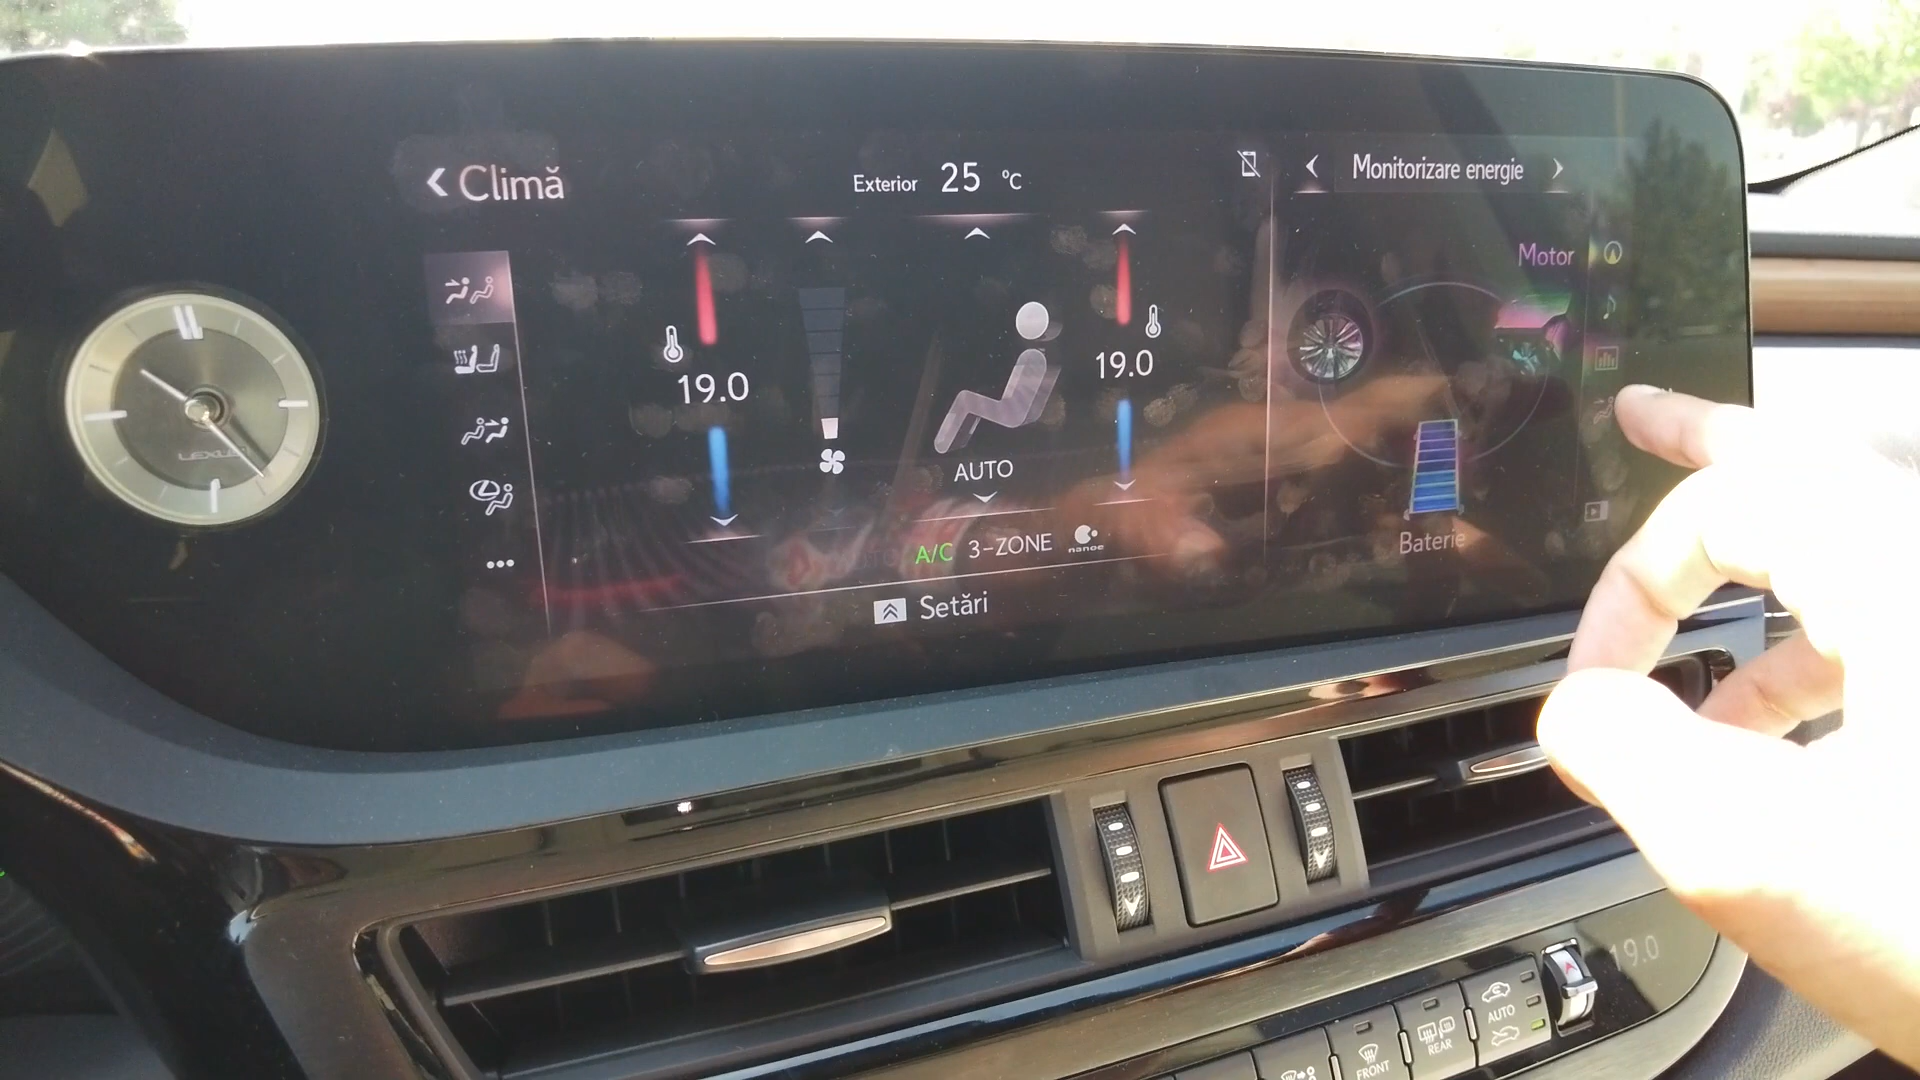 Climă
Exterior 25 °C
Monitorizare energie
Motor
19.0
19.0
LEXUS
AUTO
A/C 3-ZONE nanoe
Baterie
Setări
19.0
AUTO
REAR
FRONT